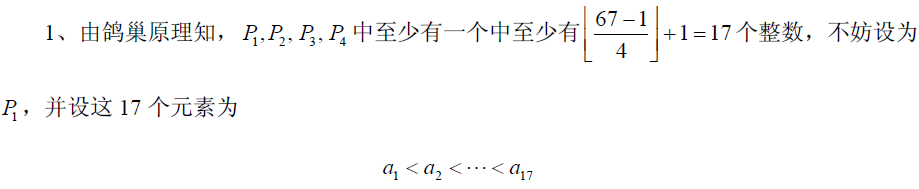 1、由鸽巢原理知，P₁,P₂, P₃, P₄ 中至少有一个中至少有⌊(67−1)/4⌋+1=17 个整数，不妨设为
P₁，并设这 17 个元素为
a₁ < a₂ < ⋯ < a₁₇